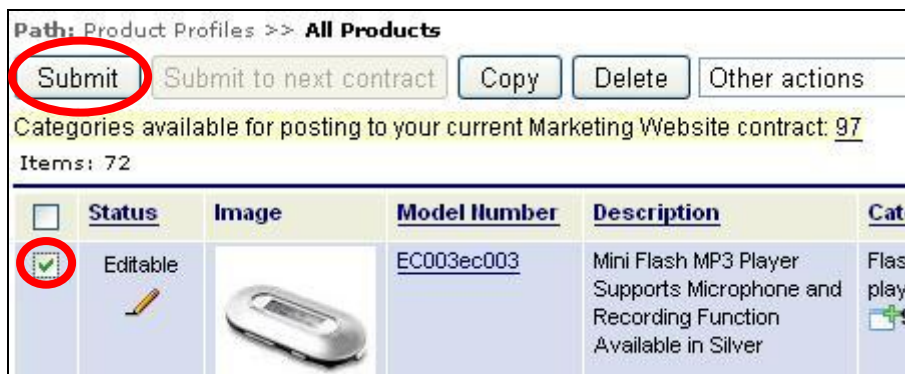 Path: Product Profiles >> All Products
Submit Submit to next contract Copy Delete Other actions
Categories available for posting to your current Marketing Website contract: 97
Items: 72
Status Image Model Number Description
Editable EC003ec003 Mini Flash MP3 Player
Supports Microphone and
Recording Function
Available in Silver